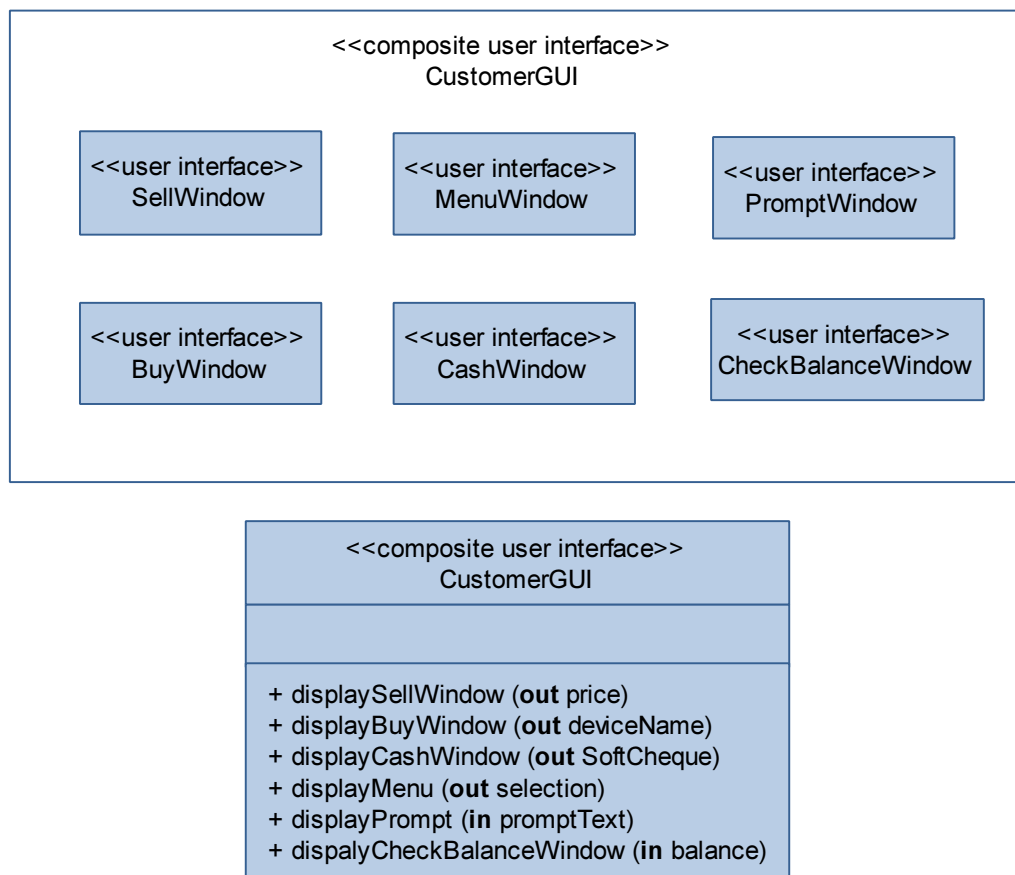 <<composite user interface>>
CustomerGUI
<<user interface>>
SellWindow
<<user interface>>
MenuWindow
<<user interface>>
PromptWindow
<<user interface>>
BuyWindow
<<user interface>>
CashWindow
<<user interface>>
CheckBalanceWindow
<<composite user interface>>
CustomerGUI
+ displaySellWindow (out price)
+ displayBuyWindow (out deviceName)
+ displayCashWindow (out SoftCheque)
+ displayMenu (out selection)
+ displayPrompt (in promptText)
+ dispalyCheckBalanceWindow (in balance)